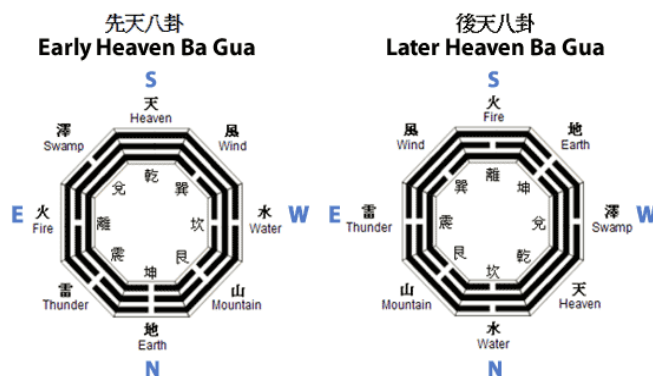 先天八卦
Early Heaven Ba Gua
S
天
Heaven
澤
Swamp
風
Wind
兌
乾
巽
E
火
Fire
離
坎
水
Water
W
震
坤
艮
雷
Thunder
山
Mountain
地
Earth
N
後天八卦
Later Heaven Ba Gua
S
火
Fire
風
Wind
地
Earth
巽
離
坤
E
雷
Thunder
震
兌
澤
Swamp
W
艮
坎
乾
山
Mountain
天
Heaven
水
Water
N